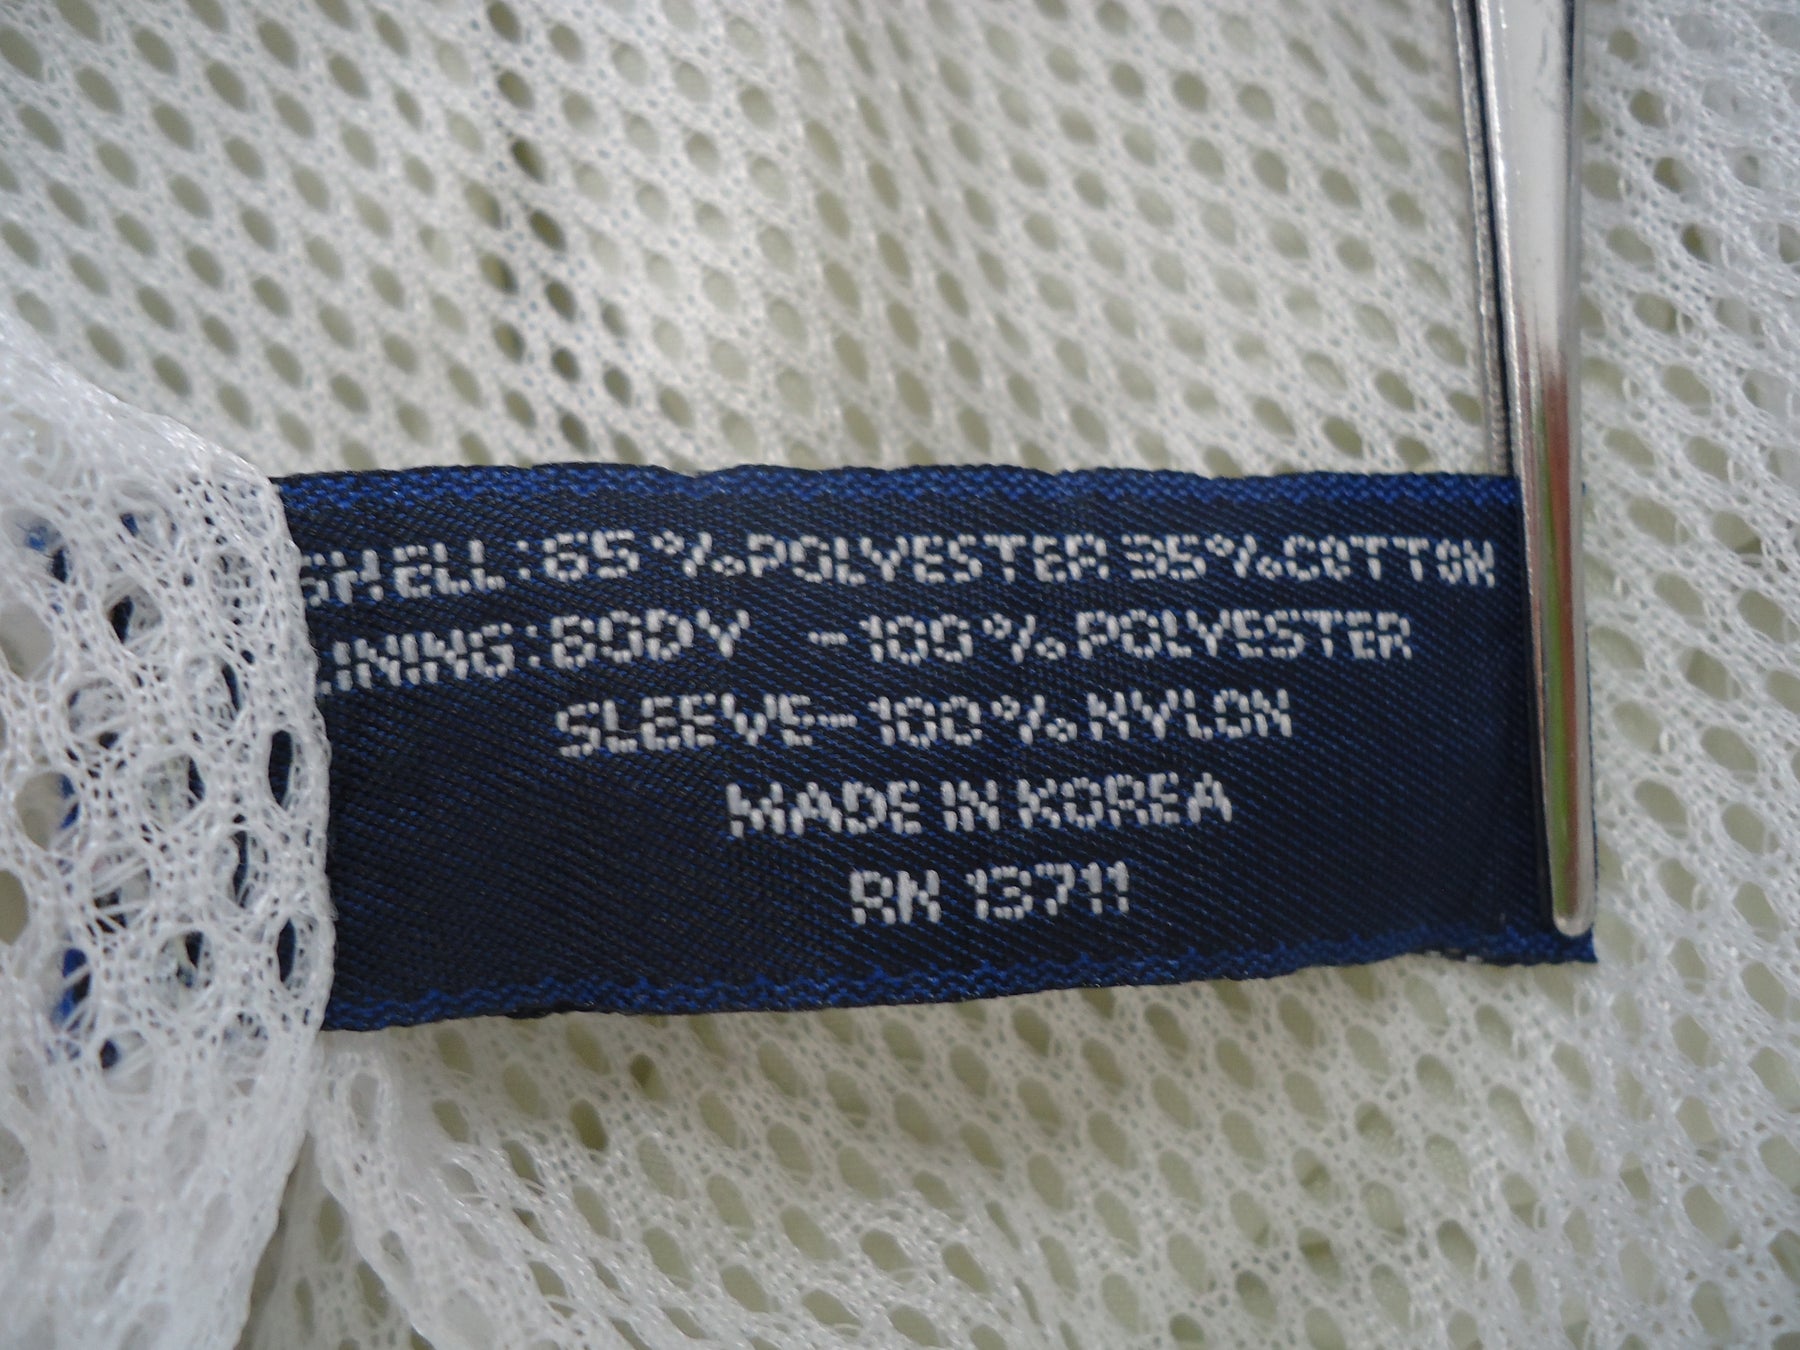 SHELL:65%POLYESTER 35%COTTON
LINING:BODY --100%POLYESTER
SLEEVE--100%NYLON
MADE IN KOREA
RN 13711